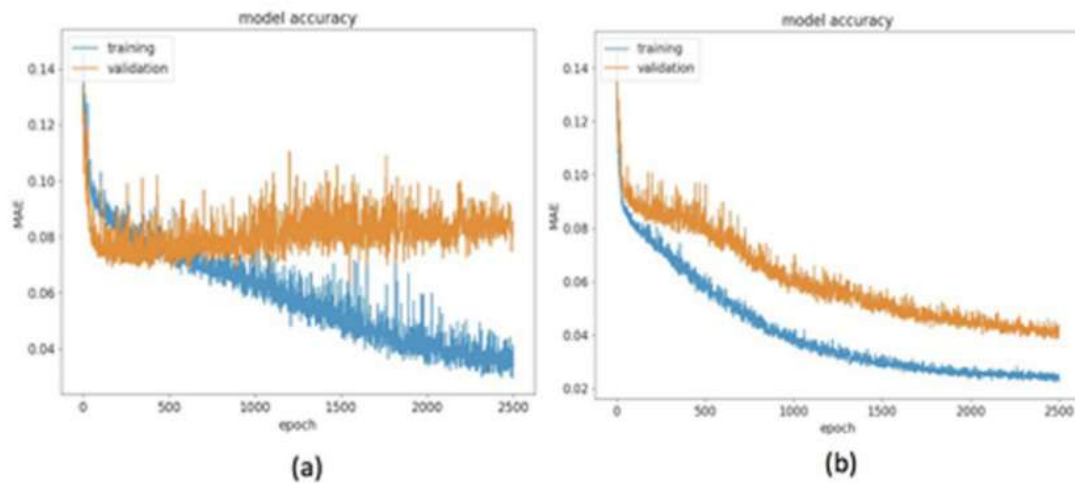 model accuracy
training
validation
0.14
0.12
0.10
0.08
0.06
0.04
MAE
0
500
1000
1500
2000
2500
epoch
(a)
model accuracy
training
validation
0.14
0.12
0.10
0.08
0.06
0.04
0.02
MAE
0
500
1000
1500
2000
2500
epoch
(b)